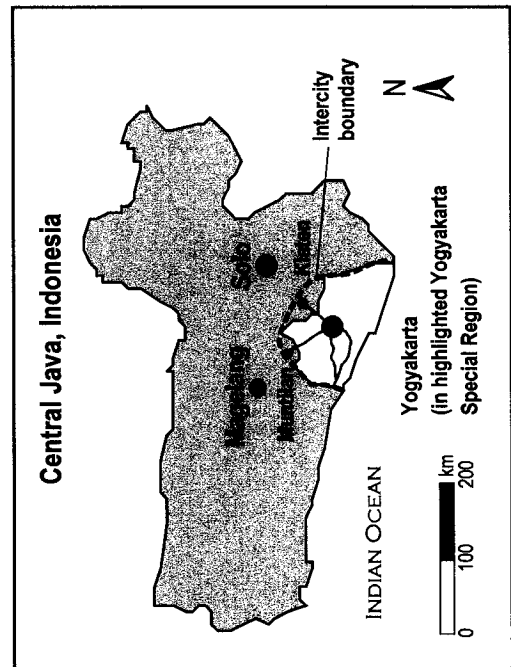 Central Java, Indonesia
Magelang
Solo
Muntilan
Klaten
Intercity
boundary
N
INDIAN OCEAN
Yogyakarta
(in highlighted Yogyakarta
Special Region)
km
0 100 200